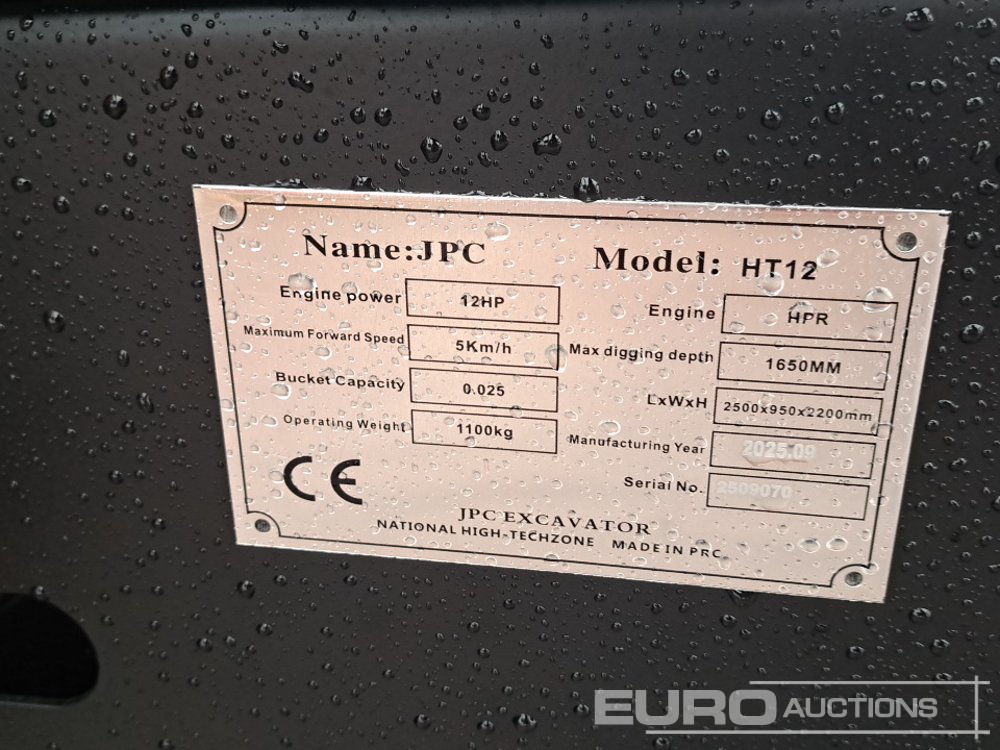 Name:JPC
Model: HT12
Engine power 12HP
Engine HPR
Maximum Forward Speed 5Km/h
Max digging depth 1650MM
Bucket Capacity 0.025
LxWxH 2500x950x2200mm
Operating Weight 1100kg
Manufacturing Year 2025.09
Serial No. 2509070
CE
JPC EXCAVATOR
NATIONAL HIGH-TECHZONE MADE IN PRC
EURO AUCTIONS